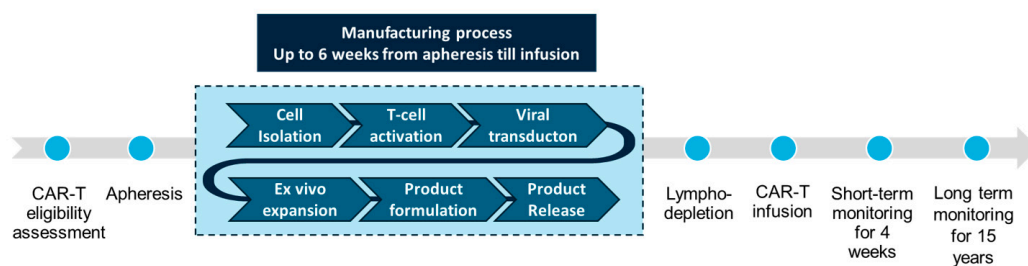 Manufacturing process
Up to 6 weeks from apheresis till infusion
Cell
Isolation
T-cell
activation
Viral
transducton
Ex vivo
expansion
Product
formulation
Product
Release
CAR-T
eligibility
assessment
Apheresis
Lympho-
depletion
CAR-T
infusion
Short-term
monitoring
for 4
weeks
Long term
monitoring
for 15
years